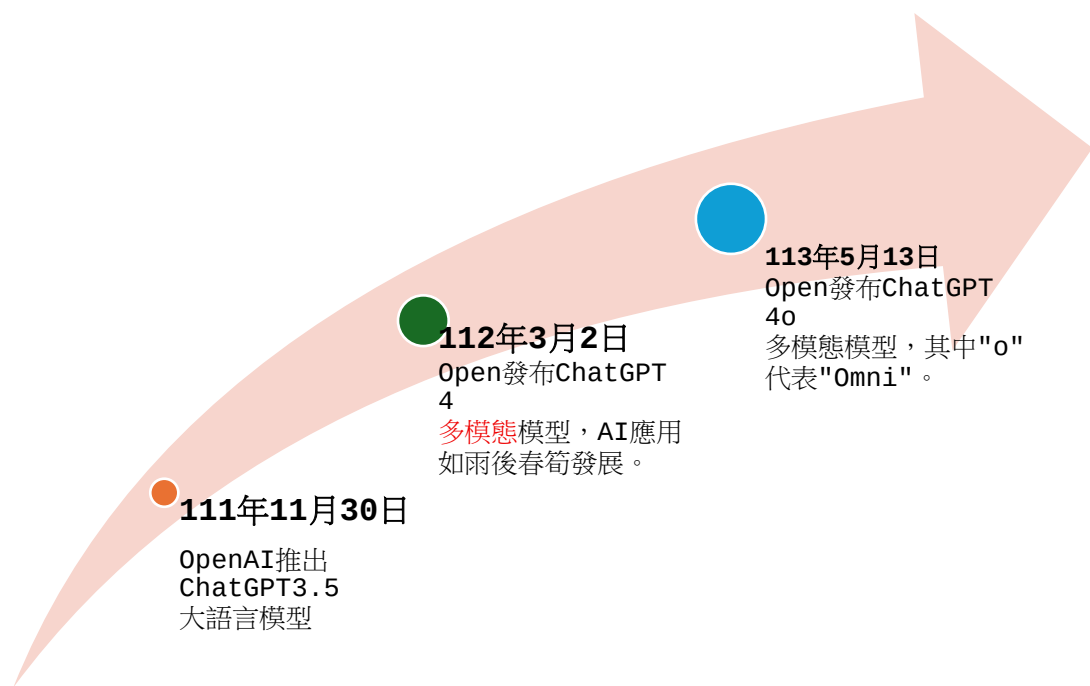 111年11月30日
OpenAI推出
ChatGPT3.5
大語言模型
112年3月2日
Open發布ChatGPT
4
多模態模型，AI應用
如雨後春筍發展。
113年5月13日
Open發布ChatGPT
4o
多模態模型，其中"o"
代表"Omni"。